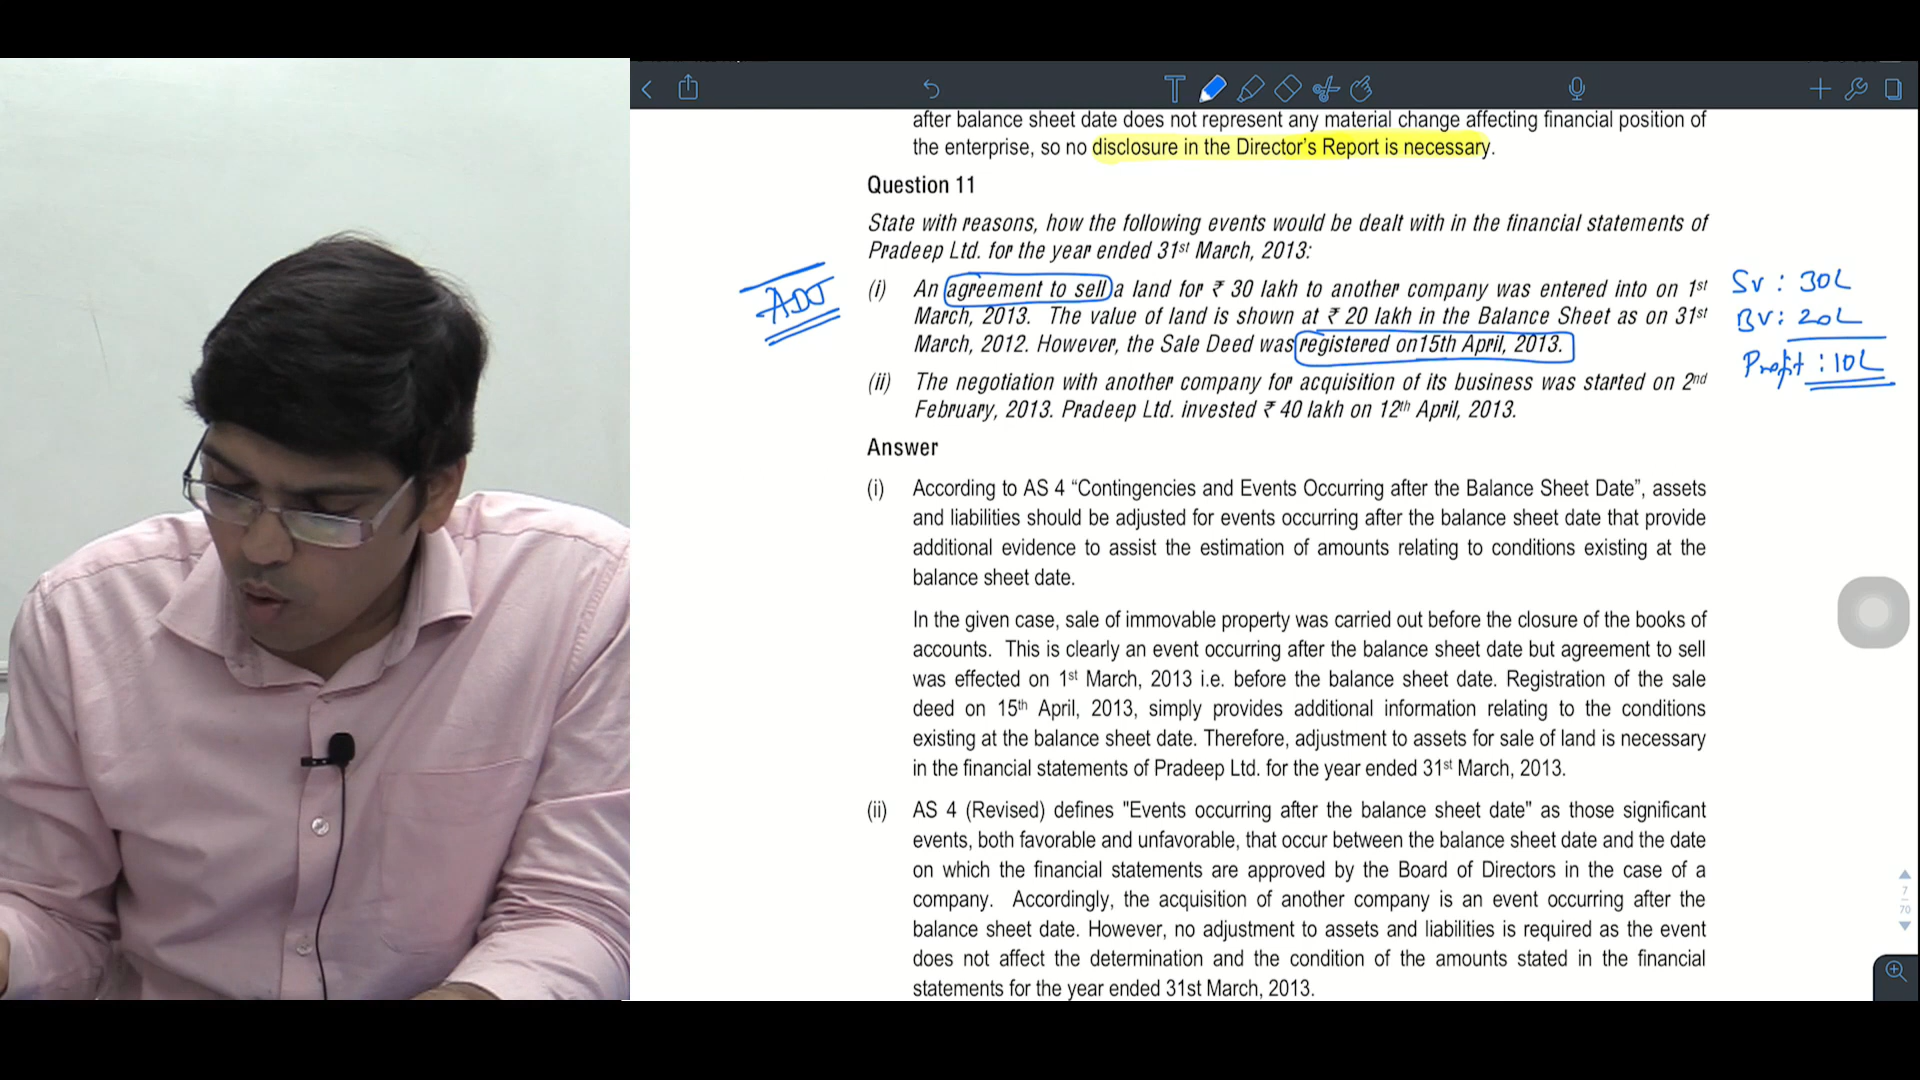 after balance sheet date does not represent any material change affecting financial position of
the enterprise, so no disclosure in the Director's Report is necessary.
Question 11
State with reasons, how the following events would be dealt with in the financial statements of
Pradeep Ltd. for the year ended 31st March, 2013:
ADJ
(i) An agreement to sell a land for ₹ 30 lakh to another company was entered into on 1st
March, 2013. The value of land is shown at ₹ 20 lakh in the Balance Sheet as on 31st
March, 2012. However, the Sale Deed was registered on15th April, 2013.
SV : 30L
BV : 20L
Profit : 10L
(ii) The negotiation with another company for acquisition of its business was started on 2nd
February, 2013. Pradeep Ltd. invested ₹ 40 lakh on 12th April, 2013.
Answer
(i) According to AS 4 “Contingencies and Events Occurring after the Balance Sheet Date”, assets
and liabilities should be adjusted for events occurring after the balance sheet date that provide
additional evidence to assist the estimation of amounts relating to conditions existing at the
balance sheet date.
In the given case, sale of immovable property was carried out before the closure of the books of
accounts. This is clearly an event occurring after the balance sheet date but agreement to sell
was effected on 1st March, 2013 i.e. before the balance sheet date. Registration of the sale
deed on 15th April, 2013, simply provides additional information relating to the conditions
existing at the balance sheet date. Therefore, adjustment to assets for sale of land is necessary
in the financial statements of Pradeep Ltd. for the year ended 31st March, 2013.
(ii) AS 4 (Revised) defines "Events occurring after the balance sheet date" as those significant
events, both favorable and unfavorable, that occur between the balance sheet date and the date
on which the financial statements are approved by the Board of Directors in the case of a
company. Accordingly, the acquisition of another company is an event occurring after the
balance sheet date. However, no adjustment to assets and liabilities is required as the event
does not affect the determination and the condition of the amounts stated in the financial
statements for the year ended 31st March, 2013.
7
70